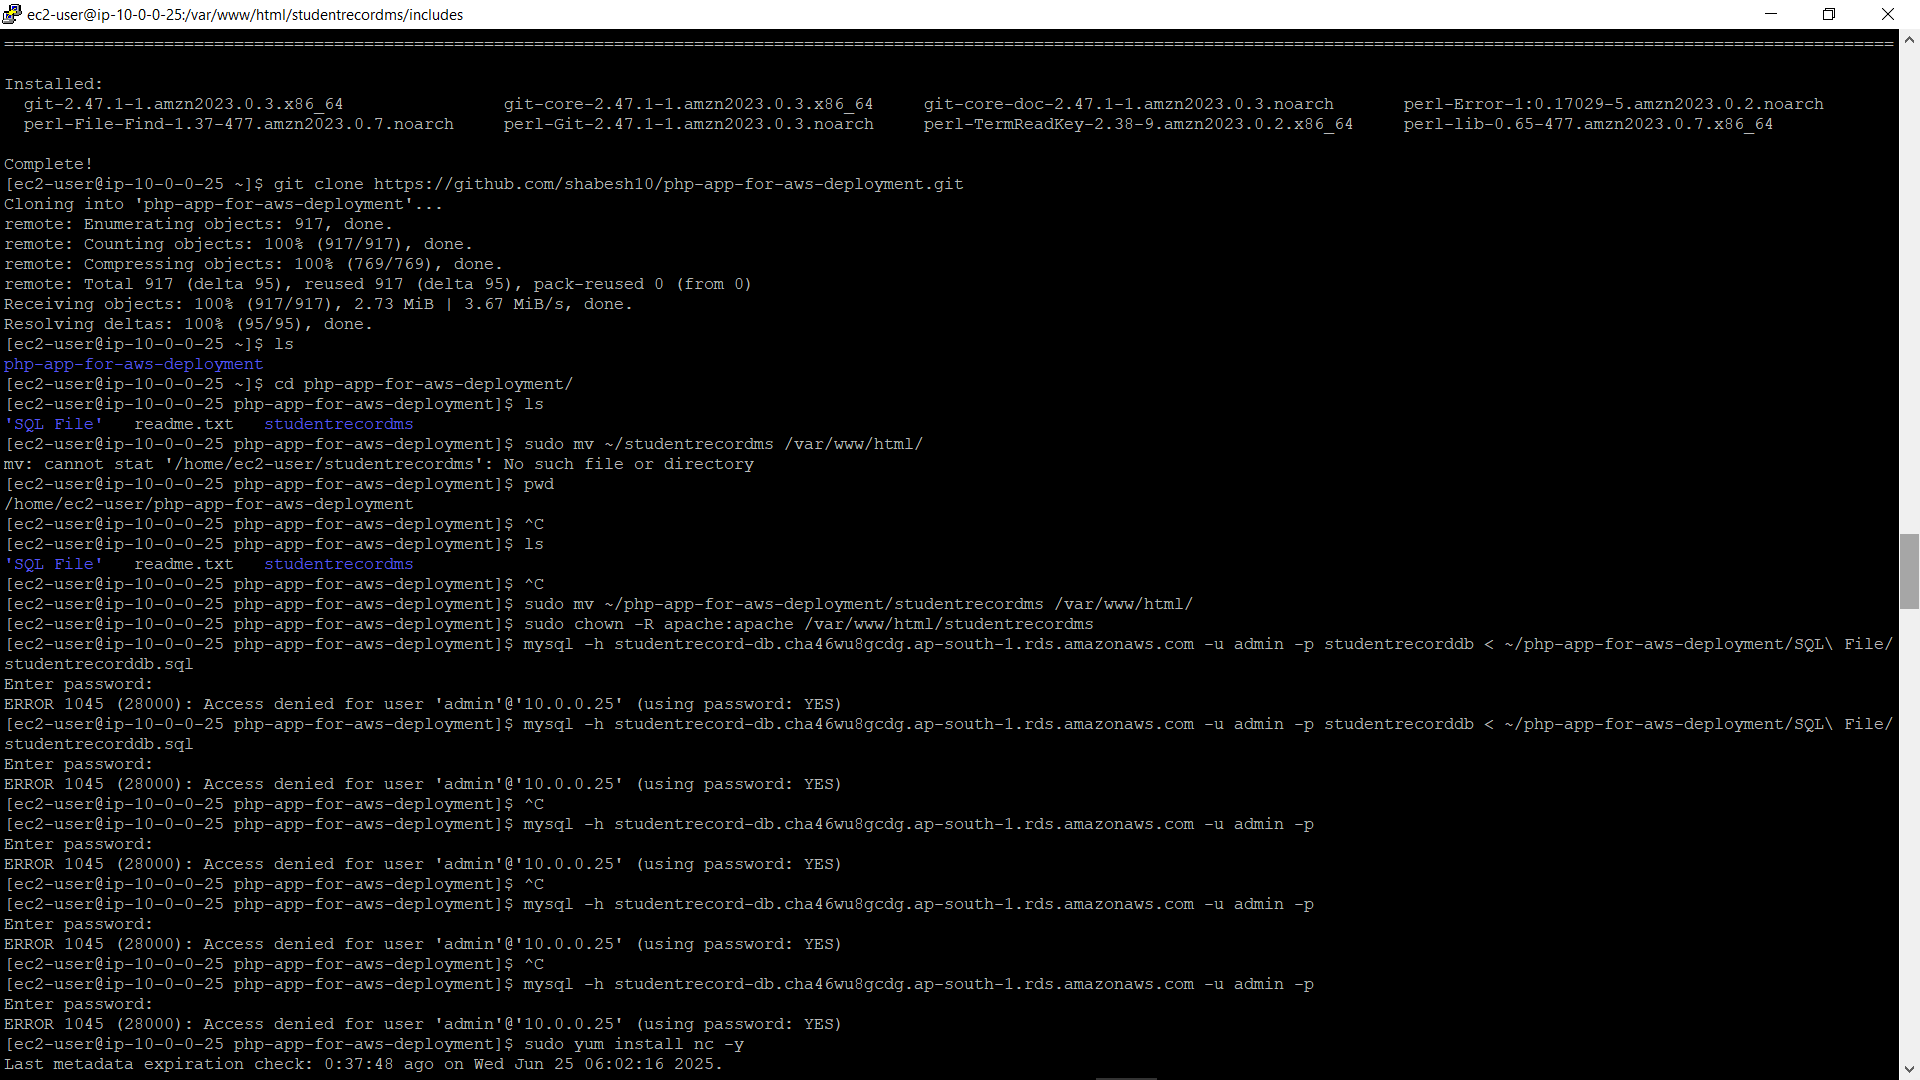 ec2-user@ip-10-0-0-25:/var/www/html/studentrecordms/includes
================================================================================================================================================================================================
Installed:
  git-2.47.1-1.amzn2023.0.3.x86_64                git-core-2.47.1-1.amzn2023.0.3.x86_64     git-core-doc-2.47.1-1.amzn2023.0.3.noarch       perl-Error-1:0.17029-5.amzn2023.0.2.noarch
  perl-File-Find-1.37-477.amzn2023.0.7.noarch     perl-Git-2.47.1-1.amzn2023.0.3.noarch     perl-TermReadKey-2.38-9.amzn2023.0.2.x86_64     perl-lib-0.65-477.amzn2023.0.7.x86_64
Complete!
[ec2-user@ip-10-0-0-25 ~]$ git clone https://github.com/shabesh10/php-app-for-aws-deployment.git
Cloning into 'php-app-for-aws-deployment'...
remote: Enumerating objects: 917, done.
remote: Counting objects: 100% (917/917), done.
remote: Compressing objects: 100% (769/769), done.
remote: Total 917 (delta 95), reused 917 (delta 95), pack-reused 0 (from 0)
Receiving objects: 100% (917/917), 2.73 MiB | 3.67 MiB/s, done.
Resolving deltas: 100% (95/95), done.
[ec2-user@ip-10-0-0-25 ~]$ ls
php-app-for-aws-deployment
[ec2-user@ip-10-0-0-25 ~]$ cd php-app-for-aws-deployment/
[ec2-user@ip-10-0-0-25 php-app-for-aws-deployment]$ ls
'SQL File'   readme.txt   studentrecordms
[ec2-user@ip-10-0-0-25 php-app-for-aws-deployment]$ sudo mv ~/studentrecordms /var/www/html/
mv: cannot stat '/home/ec2-user/studentrecordms': No such file or directory
[ec2-user@ip-10-0-0-25 php-app-for-aws-deployment]$ pwd
/home/ec2-user/php-app-for-aws-deployment
[ec2-user@ip-10-0-0-25 php-app-for-aws-deployment]$ ^C
[ec2-user@ip-10-0-0-25 php-app-for-aws-deployment]$ ls
'SQL File'   readme.txt   studentrecordms
[ec2-user@ip-10-0-0-25 php-app-for-aws-deployment]$ ^C
[ec2-user@ip-10-0-0-25 php-app-for-aws-deployment]$ sudo mv ~/php-app-for-aws-deployment/studentrecordms /var/www/html/
[ec2-user@ip-10-0-0-25 php-app-for-aws-deployment]$ sudo chown -R apache:apache /var/www/html/studentrecordms
[ec2-user@ip-10-0-0-25 php-app-for-aws-deployment]$ mysql -h studentrecord-db.cha46wu8gcdg.ap-south-1.rds.amazonaws.com -u admin -p studentrecorddb < ~/php-app-for-aws-deployment/SQL\ File/
studentrecorddb.sql
Enter password:
ERROR 1045 (28000): Access denied for user 'admin'@'10.0.0.25' (using password: YES)
[ec2-user@ip-10-0-0-25 php-app-for-aws-deployment]$ mysql -h studentrecord-db.cha46wu8gcdg.ap-south-1.rds.amazonaws.com -u admin -p studentrecorddb < ~/php-app-for-aws-deployment/SQL\ File/
studentrecorddb.sql
Enter password:
ERROR 1045 (28000): Access denied for user 'admin'@'10.0.0.25' (using password: YES)
[ec2-user@ip-10-0-0-25 php-app-for-aws-deployment]$ ^C
[ec2-user@ip-10-0-0-25 php-app-for-aws-deployment]$ mysql -h studentrecord-db.cha46wu8gcdg.ap-south-1.rds.amazonaws.com -u admin -p
Enter password:
ERROR 1045 (28000): Access denied for user 'admin'@'10.0.0.25' (using password: YES)
[ec2-user@ip-10-0-0-25 php-app-for-aws-deployment]$ ^C
[ec2-user@ip-10-0-0-25 php-app-for-aws-deployment]$ mysql -h studentrecord-db.cha46wu8gcdg.ap-south-1.rds.amazonaws.com -u admin -p
Enter password:
ERROR 1045 (28000): Access denied for user 'admin'@'10.0.0.25' (using password: YES)
[ec2-user@ip-10-0-0-25 php-app-for-aws-deployment]$ ^C
[ec2-user@ip-10-0-0-25 php-app-for-aws-deployment]$ mysql -h studentrecord-db.cha46wu8gcdg.ap-south-1.rds.amazonaws.com -u admin -p
Enter password:
ERROR 1045 (28000): Access denied for user 'admin'@'10.0.0.25' (using password: YES)
[ec2-user@ip-10-0-0-25 php-app-for-aws-deployment]$ sudo yum install nc -y
Last metadata expiration check: 0:37:48 ago on Wed Jun 25 06:02:16 2025.